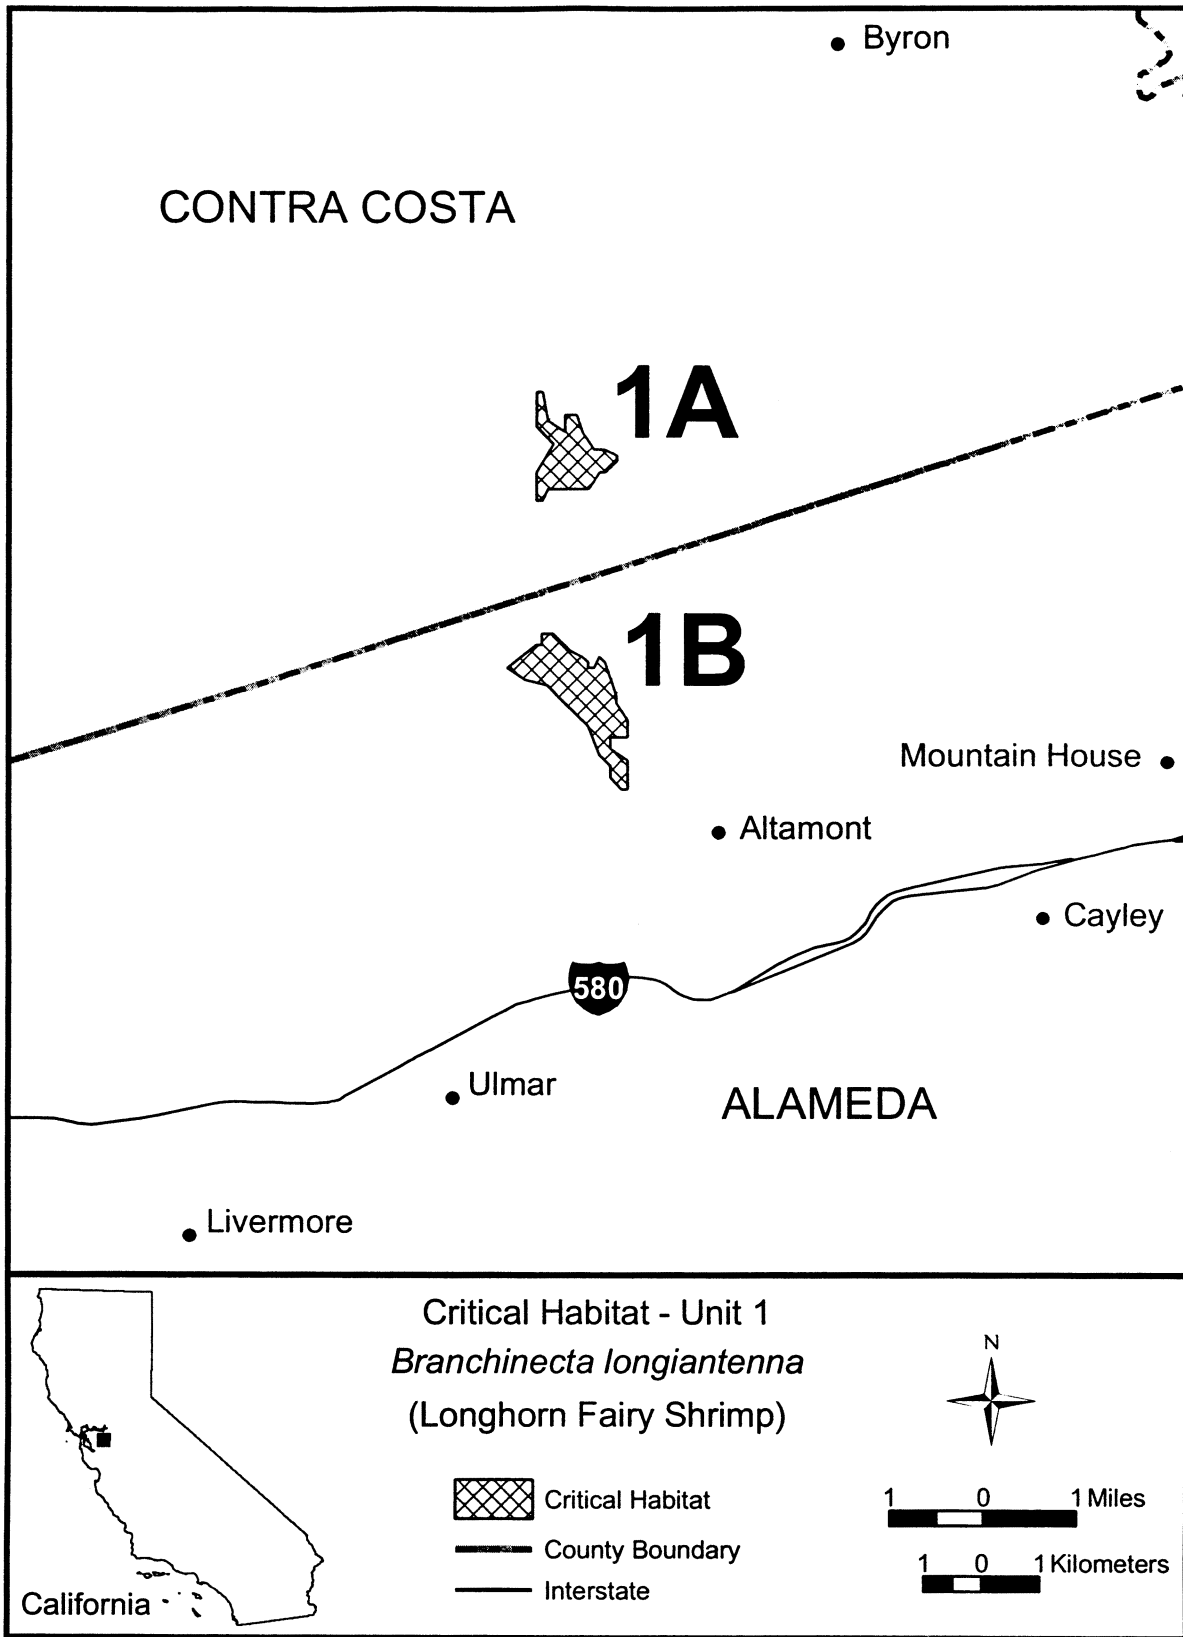 Byron
CONTRA COSTA
1A
1B
Mountain House
Altamont
Cayley
580
Ulmar
ALAMEDA
Livermore
Critical Habitat - Unit 1
Branchinecta longiantenna
(Longhorn Fairy Shrimp)
N
Critical Habitat
County Boundary
Interstate
1 0 1 Miles
1 0 1 Kilometers
California